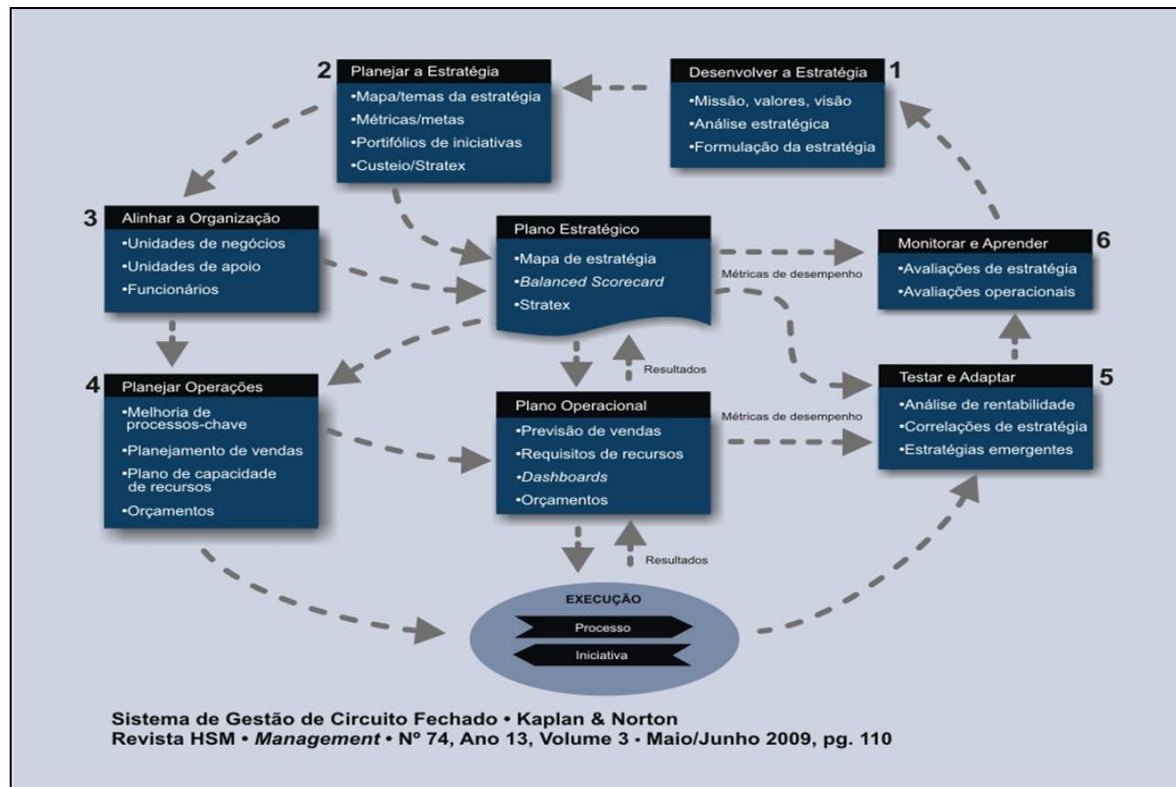 1
Desenvolver a Estratégia
•Missão, valores, visão
•Análise estratégica
•Formulação da estratégia
2
Planejar a Estratégia
•Mapa/temas da estratégia
•Métricas/metas
•Portifólios de iniciativas
•Custeio/Stratex
3
Alinhar a Organização
•Unidades de negócios
•Unidades de apoio
•Funcionários
Plano Estratégico
•Mapa de estratégia
•Balanced Scorecard
•Stratex
Métricas de desempenho
6
Monitorar e Aprender
•Avaliações de estratégia
•Avaliações operacionais
Resultados
4
Planejar Operações
•Melhoria de
processos-chave
•Planejamento de vendas
•Plano de capacidade
de recursos
•Orçamentos
Plano Operacional
•Previsão de vendas
•Requisitos de recursos
•Dashboards
•Orçamentos
Métricas de desempenho
5
Testar e Adaptar
•Análise de rentabilidade
•Correlações de estratégia
•Estratégias emergentes
Resultados
EXECUÇÃO
Processo
Iniciativa
Sistema de Gestão de Circuito Fechado • Kaplan & Norton
Revista HSM • Management • Nº 74, Ano 13, Volume 3 - Maio/Junho 2009, pg. 110